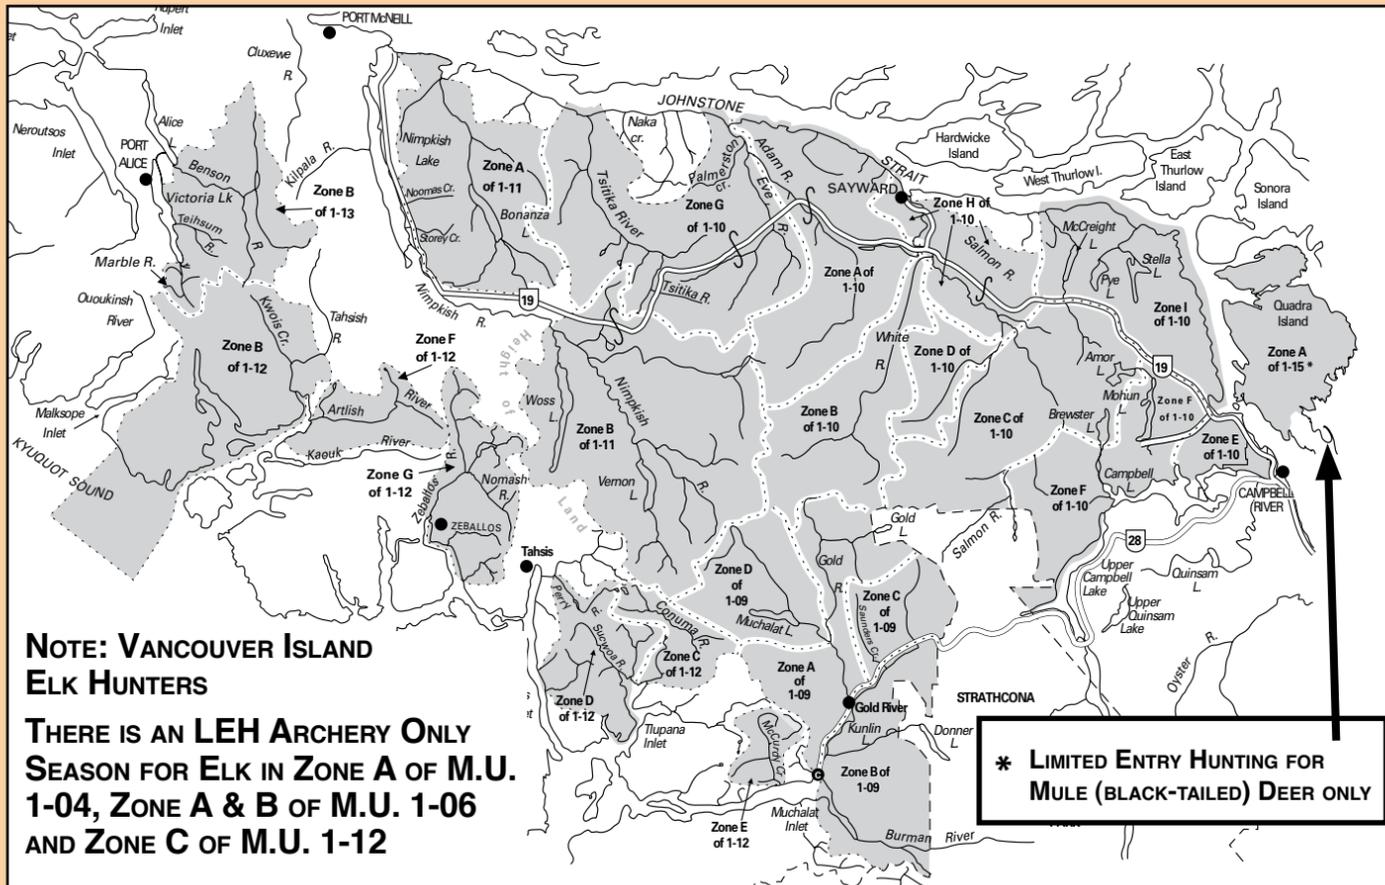 Rupert
Inlet
et
PORT McNEILL
Cluxewe
R.
Neroutsos
Inlet
PORT
ALICE
Alice
L.
Benson
Victoria Lk
Teihsum
R.
R.
Marble R.
Kilpala R.
Zone B
of 1-13
Nimpkish
Lake
Noomas Cr.
Storey Cr.
Zone A
of 1-11
Bonanza
L.
Tsitika River
Naka
cr.
JOHNSTONE
STRAIT
Palmerston
cr.
Adam R.
Eve
R.
Zone G
of 1-10
SAYWARD
Zone H of
1-10
Salmon R.
Hardwicke
Island
West Thurlow I.
East
Thurlow
Island
Sonora
Island
McCreight
L
Stella
L.
Pye
L
Zone I
of 1-10
Quadra
Island
Zone A
of 1-15 *
Zone A of
1-10
Tsitika R.
19
Nimpkish R.
Ououkinsh
River
Kwois Cr.
Tahsish
R.
Zone B
of 1-12
Zone F
of 1-12
Height of
Land
White
R.
Zone D of
1-10
Amor
L.
Mohun
L.
19
Zone F
of 1-10
Malksope
Inlet
Artlish
River
Kaouk
River
KYUQUOT SOUND
Woss
L.
Nimpkish
R.
Zone B
of 1-11
Zone B
of 1-10
Zone C of
1-10
Brewster
L.
Zone E
of 1-10
Zone G
of 1-12
R.
Zeballos
Nomash
R.
ZEBALLOS
Vernon
L.
Zone F
of 1-10
Campbell
L.
CAMPBELL
RIVER
Gold
L.
Salmon R.
28
Tahsis
Zone D
of
1-09
Gold
R.
Zone C
of
1-09
Saunders Cr.
Upper
Campbell
Lake
Quinsam
L.
Upper
Quinsam
Lake
Perry
R.
Sucwoa R.
Conuma R.
Muchalat L.
Oyster R.
Zone C
of 1-12
Zone A
of
1-09
Zone D
of 1-12
Gold River
STRATHCONA
Tlupana
Inlet
McCurdy Cr.
Kunlin
L.
Donner
L.
et
G
Zone B of
1-09
Zone E
of 1-12
Muchalat
Inlet
Burman River
NOTE: VANCOUVER ISLAND
ELK HUNTERS
THERE IS AN LEH ARCHERY ONLY
SEASON FOR ELK IN ZONE A OF M.U.
1-04, ZONE A & B OF M.U. 1-06
AND ZONE C OF M.U. 1-12
* LIMITED ENTRY HUNTING FOR
MULE (BLACK-TAILED) DEER ONLY